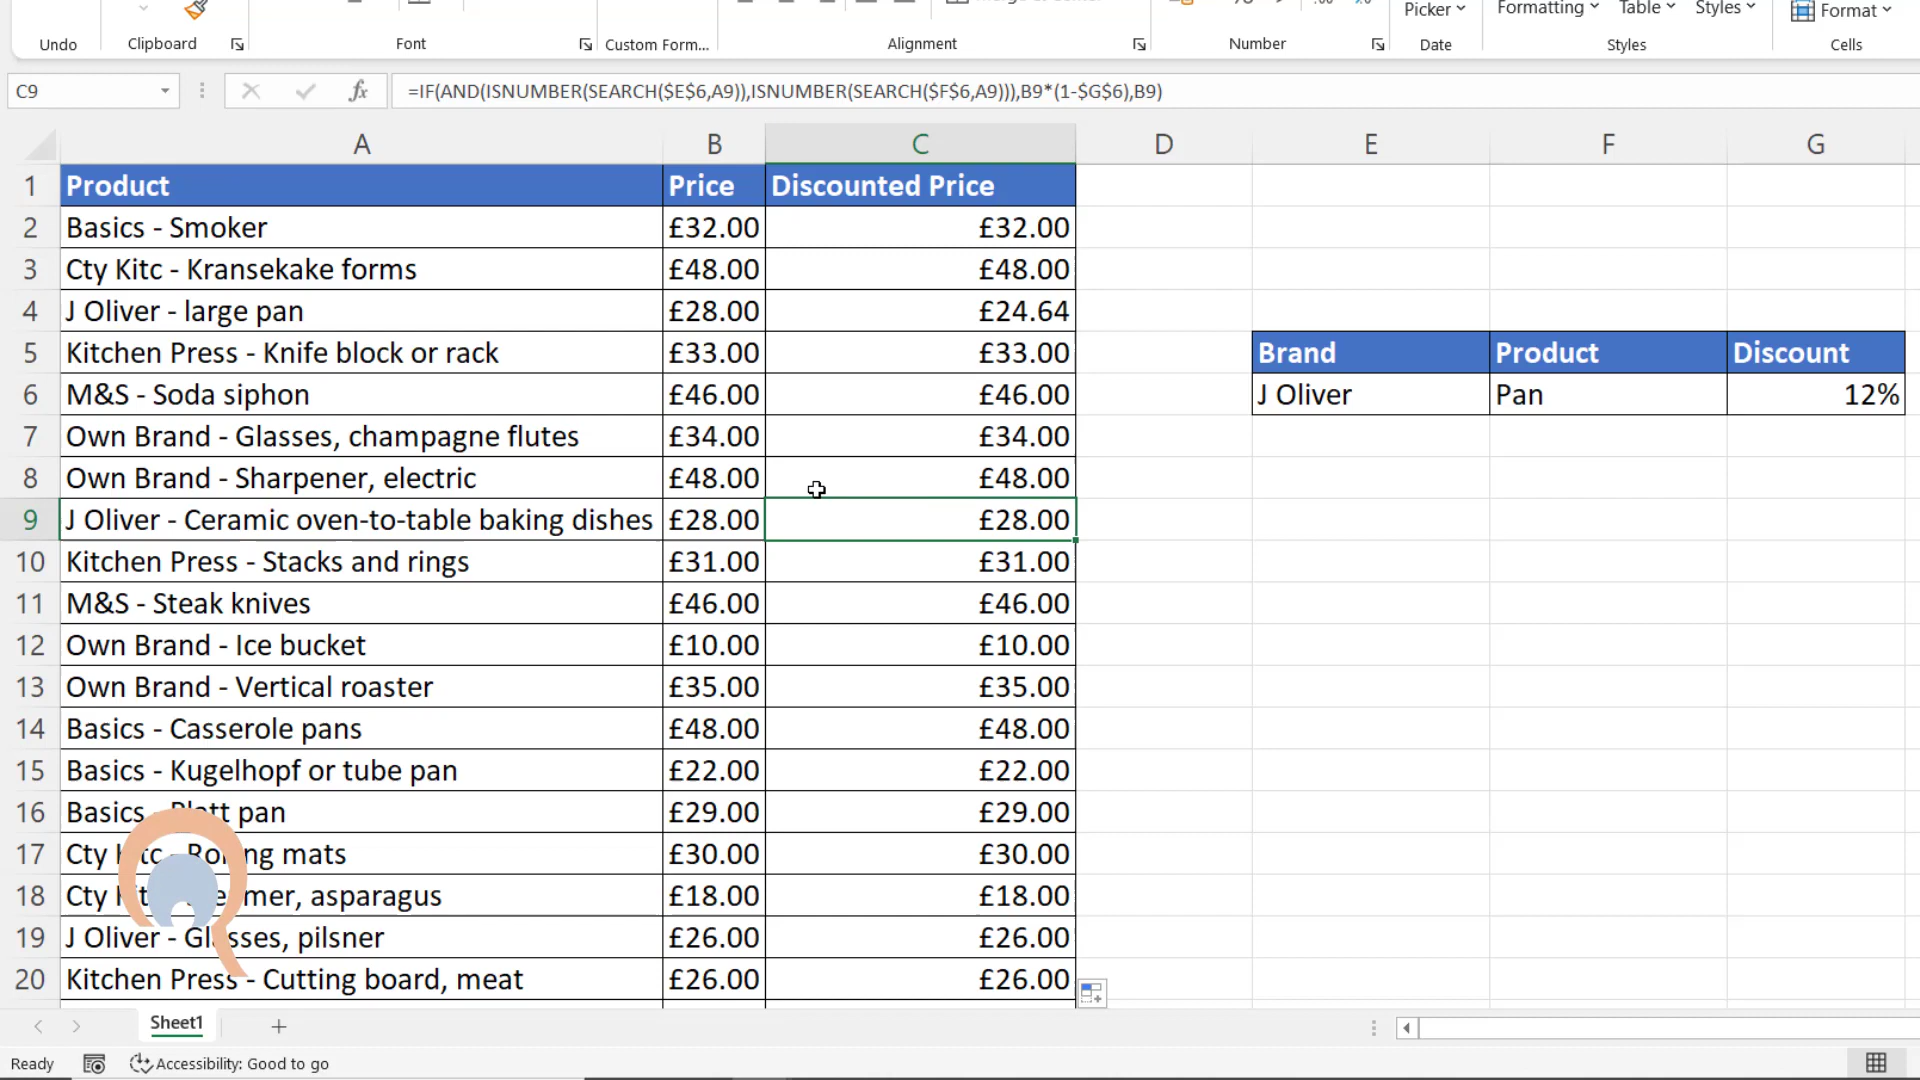 Picker
Formatting Table Styles
Format
Undo Clipboard Font Custom Form... Alignment Number Date Styles Cells
C9 fx =IF(AND(ISNUMBER(SEARCH($E$6,A9)),ISNUMBER(SEARCH($F$6,A9))),B9*(1-$G$6),B9)
A B C D E F G
1 Product Price Discounted Price
2 Basics - Smoker £32.00 £32.00
3 Cty Kitc - Kransekake forms £48.00 £48.00
4 J Oliver - large pan £28.00 £24.64
5 Kitchen Press - Knife block or rack £33.00 £33.00 Brand Product Discount
6 M&S - Soda siphon £46.00 £46.00 J Oliver Pan 12%
7 Own Brand - Glasses, champagne flutes £34.00 £34.00
8 Own Brand - Sharpener, electric £48.00 £48.00
9 J Oliver - Ceramic oven-to-table baking dishes £28.00 £28.00
10 Kitchen Press - Stacks and rings £31.00 £31.00
11 M&S - Steak knives £46.00 £46.00
12 Own Brand - Ice bucket £10.00 £10.00
13 Own Brand - Vertical roaster £35.00 £35.00
14 Basics - Casserole pans £48.00 £48.00
15 Basics - Kugelhopf or tube pan £22.00 £22.00
16 Basics - pan £29.00 £29.00
17 Cty mats £30.00 £30.00
18 Cty asparagus £18.00 £18.00
19 J Oliver - Glasses, pilsner £26.00 £26.00
20 Kitchen Press - Cutting board, meat £26.00 £26.00
Sheet1
Ready Accessibility: Good to go